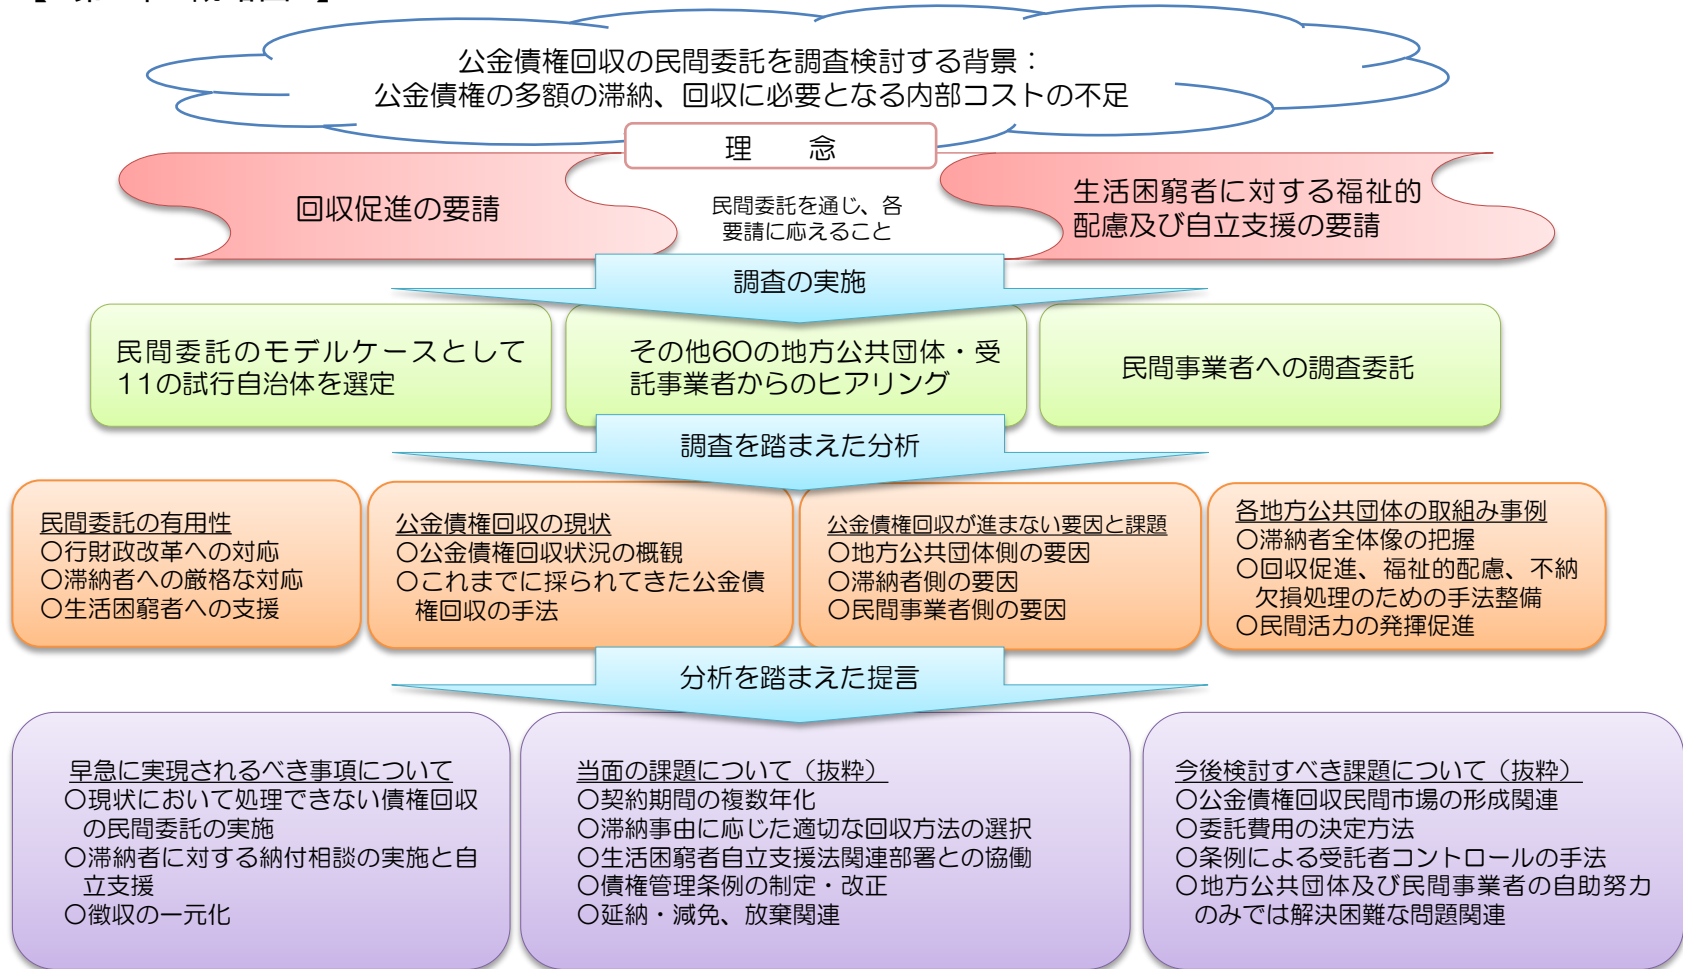 公金債権回収の民間委託を調査検討する背景：
公金債権の多額の滞納、回収に必要となる内部コストの不足
理　念
回収促進の要請
民間委託を通じ、各
要請に応えること
生活困窮者に対する福祉的
配慮及び自立支援の要請
調査の実施
民間委託のモデルケースとして
11の試行自治体を選定
その他60の地方公共団体・受
託事業者からのヒアリング
民間事業者への調査委託
調査を踏まえた分析
民間委託の有用性
〇行財政改革への対応
〇滞納者への厳格な対応
〇生活困窮者への支援
公金債権回収の現状
〇公金債権回収状況の概観
〇これまでに採られてきた公金債
権回収の手法
公金債権回収が進まない要因と課題
〇地方公共団体側の要因
〇滞納者側の要因
〇民間事業者側の要因
各地方公共団体の取組み事例
〇滞納者全体像の把握
〇回収促進、福祉的配慮、不納
欠損処理のための手法整備
〇民間活力の発揮促進
分析を踏まえた提言
早急に実現されるべき事項について
〇現状において処理できない債権回収
の民間委託の実施
〇滞納者に対する納付相談の実施と自
立支援
〇徴収の一元化
当面の課題について（抜粋）
〇契約期間の複数年化
〇滞納事由に応じた適切な回収方法の選択
〇生活困窮者自立支援法関連部署との協働
〇債権管理条例の制定・改正
〇延納・減免、放棄関連
今後検討すべき課題について（抜粋）
〇公金債権回収民間市場の形成関連
〇委託費用の決定方法
〇条例による受託者コントロールの手法
〇地方公共団体及び民間事業者の自助努力
のみでは解決困難な問題関連